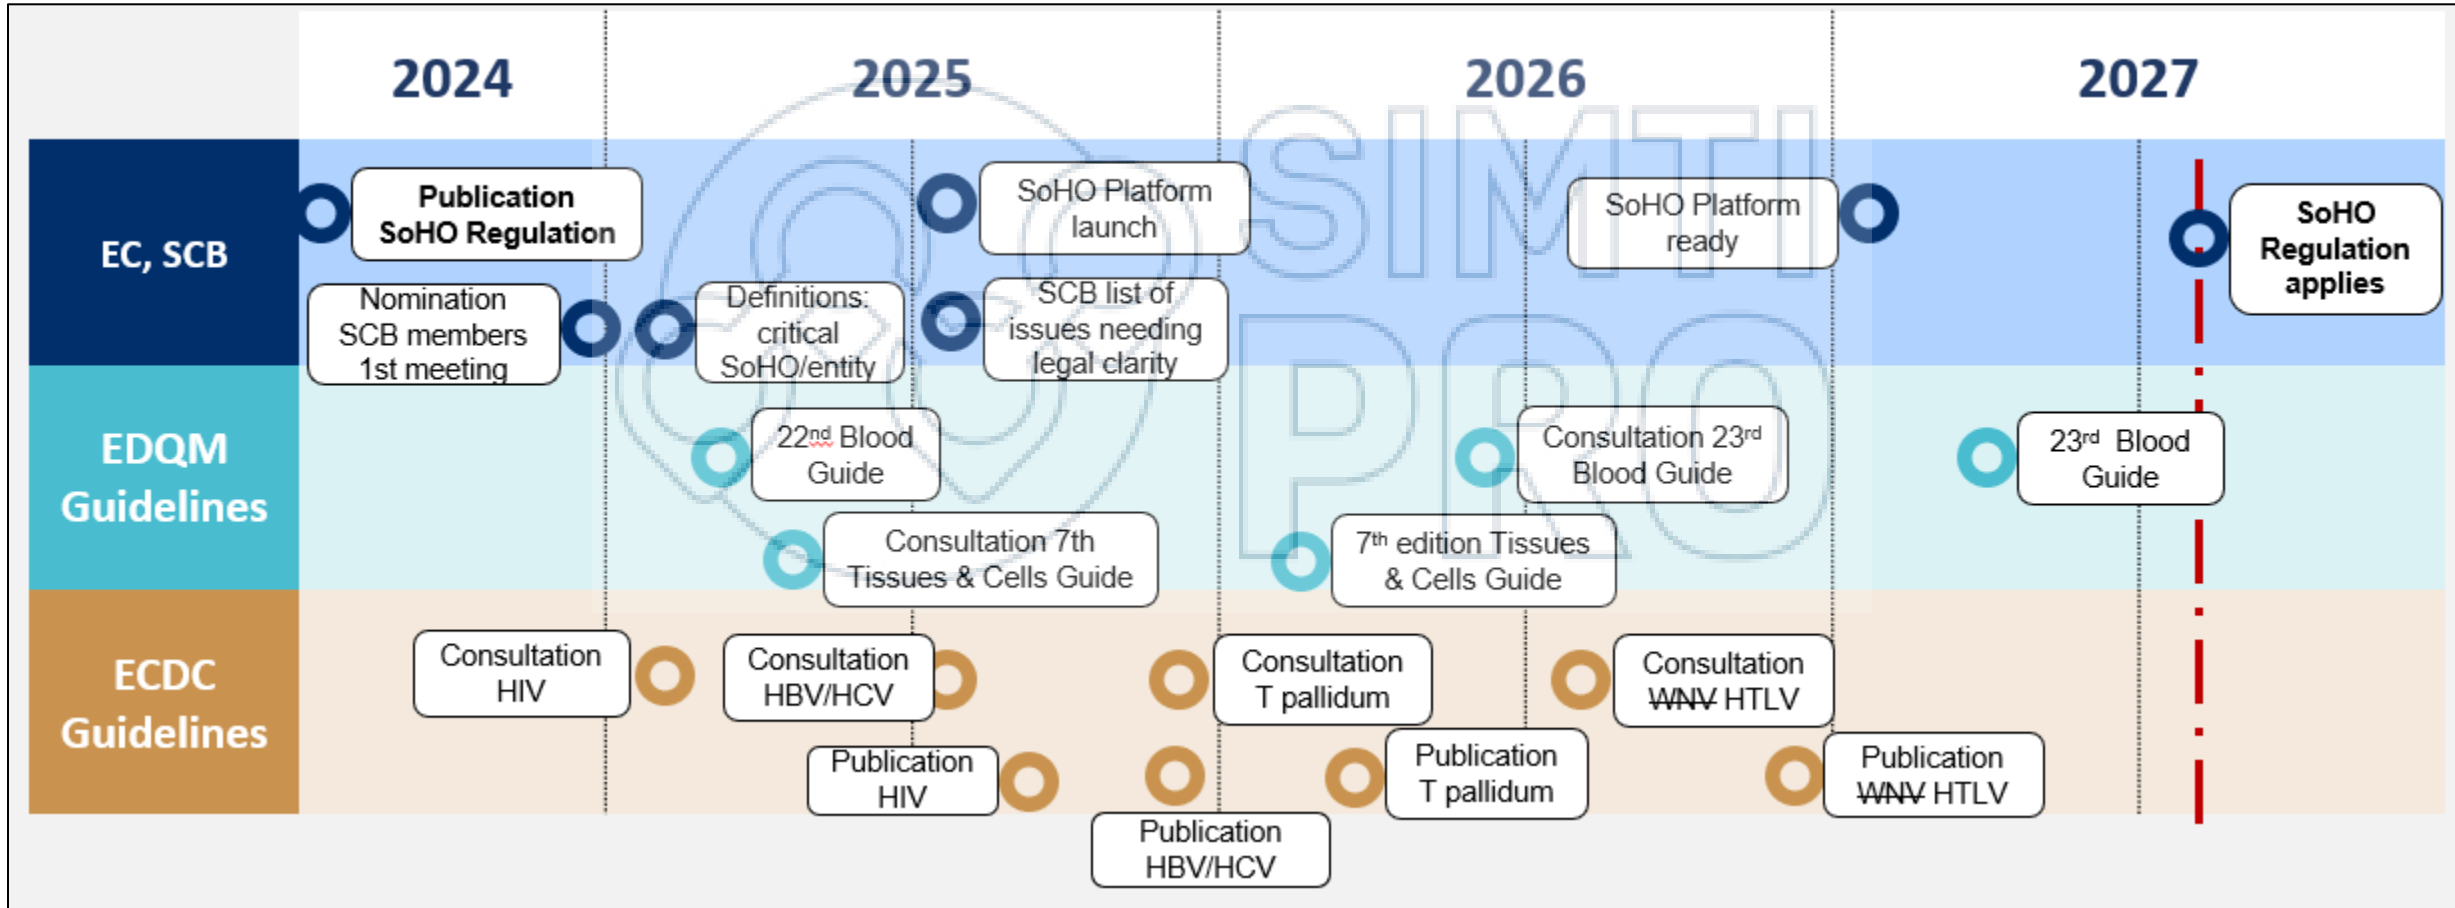 2024
2025
2026
2027
EC, SCB
Publication
SoHO Regulation
SoHO Platform
launch
SoHO Platform
ready
SoHO
Regulation
applies
Nomination
SCB members
1st meeting
Definitions:
critical
SoHO/entity
SCB list of
issues needing
legal clarity
EDQM
Guidelines
22nd Blood
Guide
Consultation 23rd
Blood Guide
23rd Blood
Guide
Consultation 7th
Tissues & Cells Guide
7th edition Tissues
& Cells Guide
ECDC
Guidelines
Consultation
HIV
Consultation
HBV/HCV
Consultation
T pallidum
Consultation
WNV HTLV
Publication
HIV
Publication
HBV/HCV
Publication
T pallidum
Publication
WNV HTLV
SIMTI
PRO